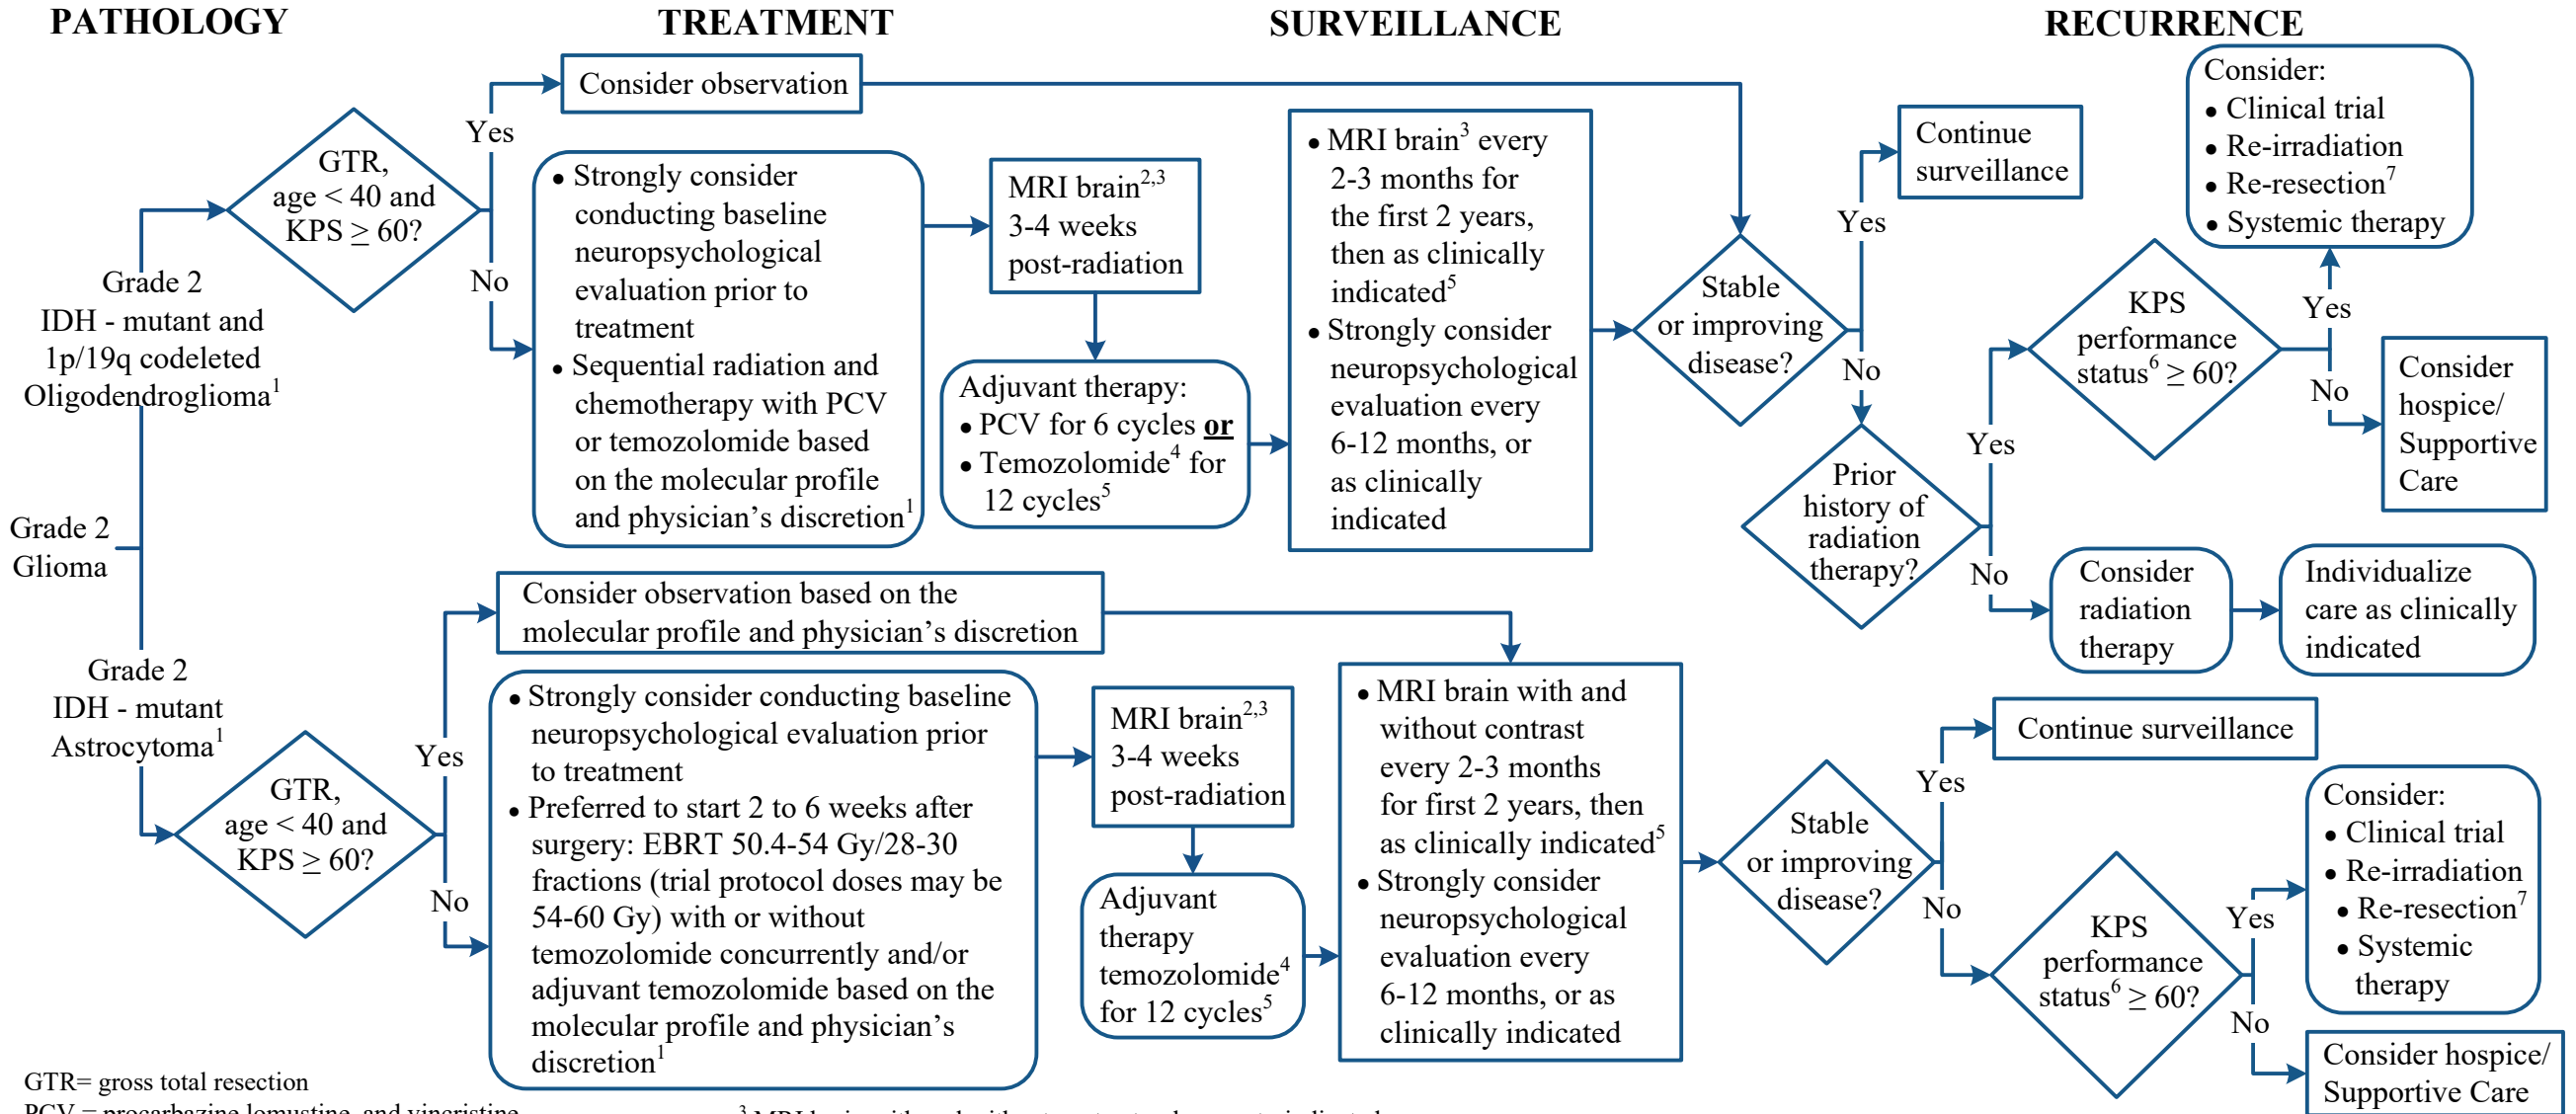 PATHOLOGY
TREATMENT
SURVEILLANCE
RECURRENCE
Grade 2
Glioma
Grade 2
IDH - mutant and
1p/19q codeleted
Oligodendroglioma1
GTR,
age < 40 and
KPS ≥ 60?
Yes
No
Consider observation
● Strongly consider
conducting baseline
neuropsychological
evaluation prior to
treatment
● Sequential radiation and
chemotherapy with PCV
or temozolomide based
on the molecular profile
and physician’s discretion1
MRI brain2,3
3-4 weeks
post-radiation
Adjuvant therapy:
● PCV for 6 cycles or
● Temozolomide4 for
12 cycles5
● MRI brain3 every
2-3 months for
the first 2 years,
then as clinically
indicated5
● Strongly consider
neuropsychological
evaluation every
6-12 months, or
as clinically
indicated
Stable
or improving
disease?
Yes
No
Continue
surveillance
Prior
history of
radiation
therapy?
Yes
No
KPS
performance
status6 ≥ 60?
Yes
No
Consider:
● Clinical trial
● Re-irradiation
● Re-resection7
● Systemic therapy
Consider
hospice/
Supportive
Care
Consider
radiation
therapy
Individualize
care as clinically
indicated
Grade 2
IDH - mutant
Astrocytoma1
GTR,
age < 40 and
KPS ≥ 60?
Yes
No
Consider observation based on the
molecular profile and physician’s discretion
● Strongly consider conducting baseline
neuropsychological evaluation prior
to treatment
● Preferred to start 2 to 6 weeks after
surgery: EBRT 50.4-54 Gy/28-30
fractions (trial protocol doses may be
54-60 Gy) with or without
temozolomide concurrently and/or
adjuvant temozolomide based on the
molecular profile and physician’s
discretion1
MRI brain2,3
3-4 weeks
post-radiation
Adjuvant
therapy
temozolomide4
for 12 cycles5
● MRI brain with and
without contrast
every 2-3 months
for first 2 years, then
as clinically indicated5
● Strongly consider
neuropsychological
evaluation every
6-12 months, or as
clinically indicated
Stable
or improving
disease?
Yes
No
Continue surveillance
KPS
performance
status6 ≥ 60?
Yes
No
Consider:
● Clinical trial
● Re-irradiation
● Re-resection7
● Systemic
therapy
Consider hospice/
Supportive Care
GTR= gross total resection
PCV = procarbazine lomustine, and vincristine